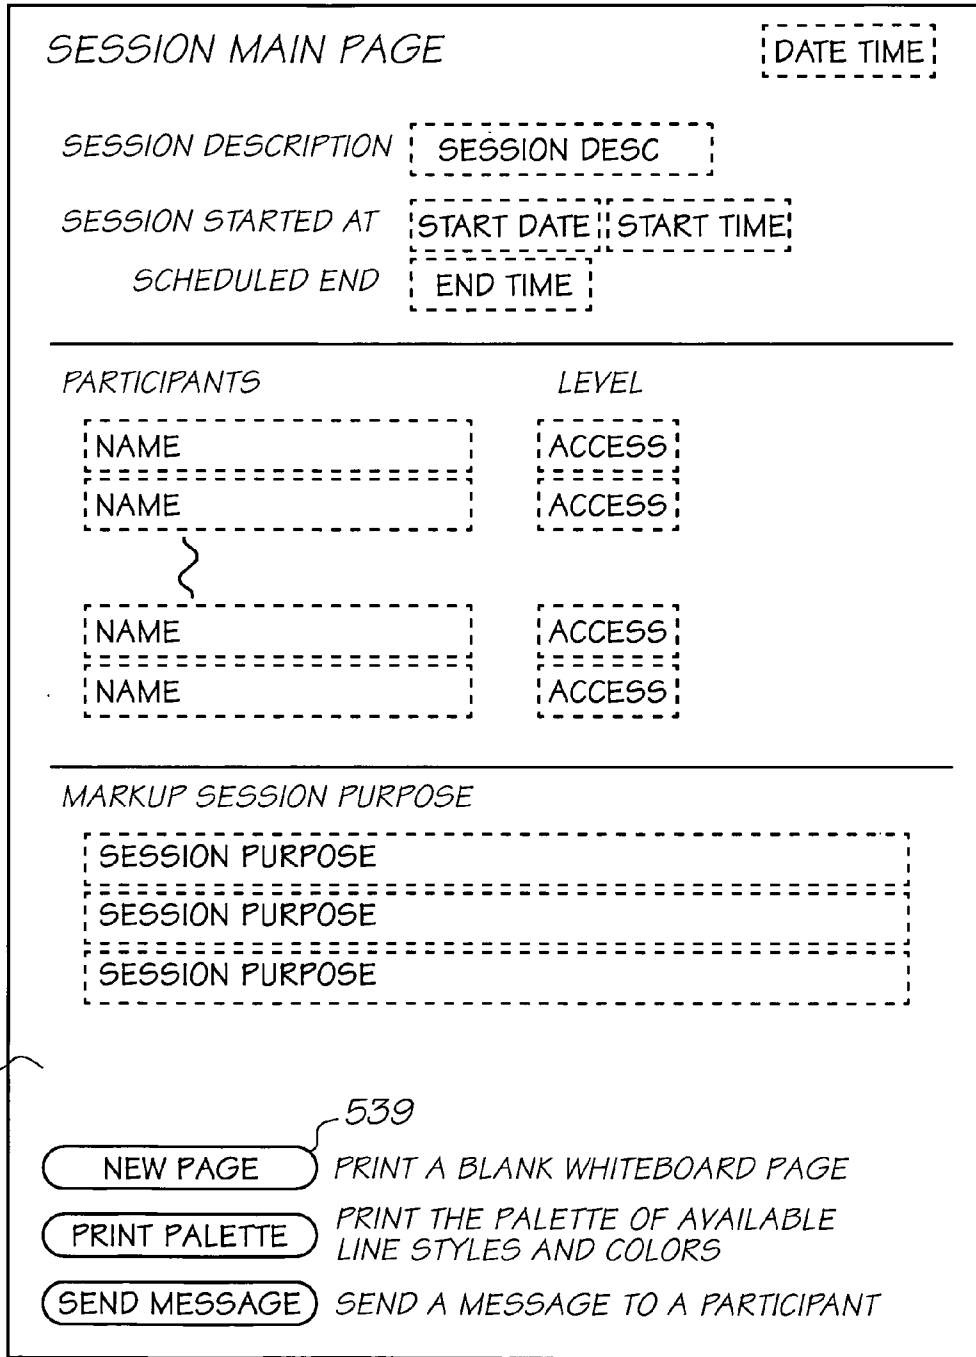 SESSION MAIN PAGE DATE TIME
SESSION DESCRIPTION SESSION DESC
SESSION STARTED AT START DATE START TIME
SCHEDULED END END TIME
PARTICIPANTS LEVEL
NAME ACCESS
NAME ACCESS
NAME ACCESS
NAME ACCESS
MARKUP SESSION PURPOSE
SESSION PURPOSE
SESSION PURPOSE
SESSION PURPOSE
539
NEW PAGE PRINT A BLANK WHITEBOARD PAGE
PRINT PALETTE PRINT THE PALETTE OF AVAILABLE
LINE STYLES AND COLORS
SEND MESSAGE SEND A MESSAGE TO A PARTICIPANT